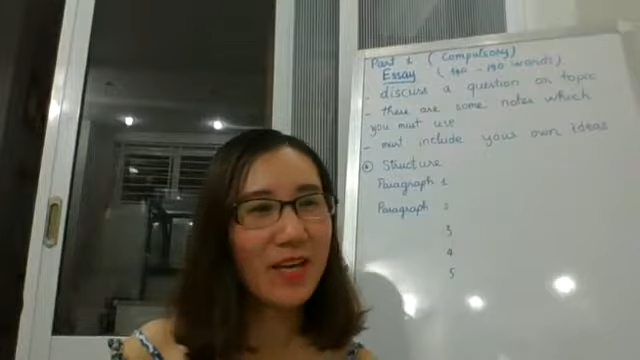 Part 1 (Compulsory)
Essay (140 - 190 words)
- discuss a question or topic
- there are some notes which
you must use
- must include your own ideas
Structure
Paragraph 1
Paragraph 2
3
4
5